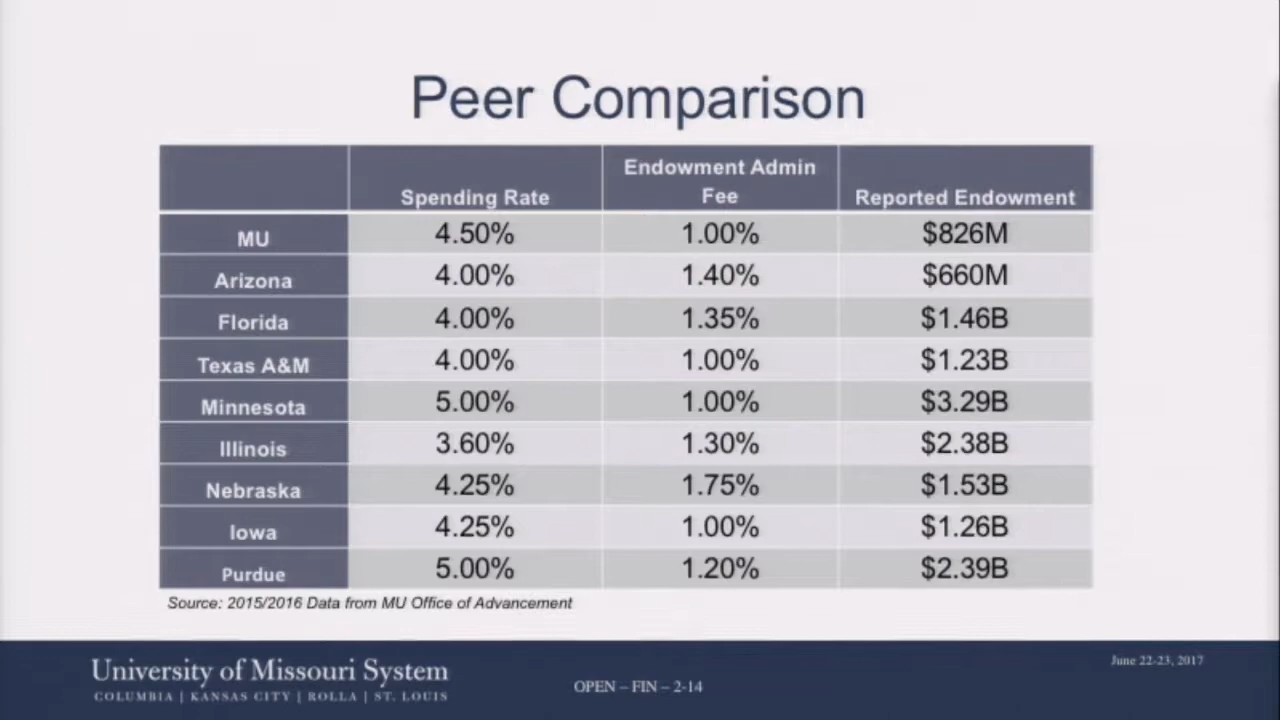 Peer Comparison
Spending Rate
Endowment Admin
Fee
Reported Endowment
MU 4.50% 1.00% $826M
Arizona 4.00% 1.40% $660M
Florida 4.00% 1.35% $1.46B
Texas A&M 4.00% 1.00% $1.23B
Minnesota 5.00% 1.00% $3.29B
Illinois 3.60% 1.30% $2.38B
Nebraska 4.25% 1.75% $1.53B
Iowa 4.25% 1.00% $1.26B
Purdue 5.00% 1.20% $2.39B
Source: 2015/2016 Data from MU Office of Advancement
University of Missouri System
COLUMBIA | KANSAS CITY | ROLLA | ST. LOUIS
OPEN – FIN – 2-14
June 22-23, 2017